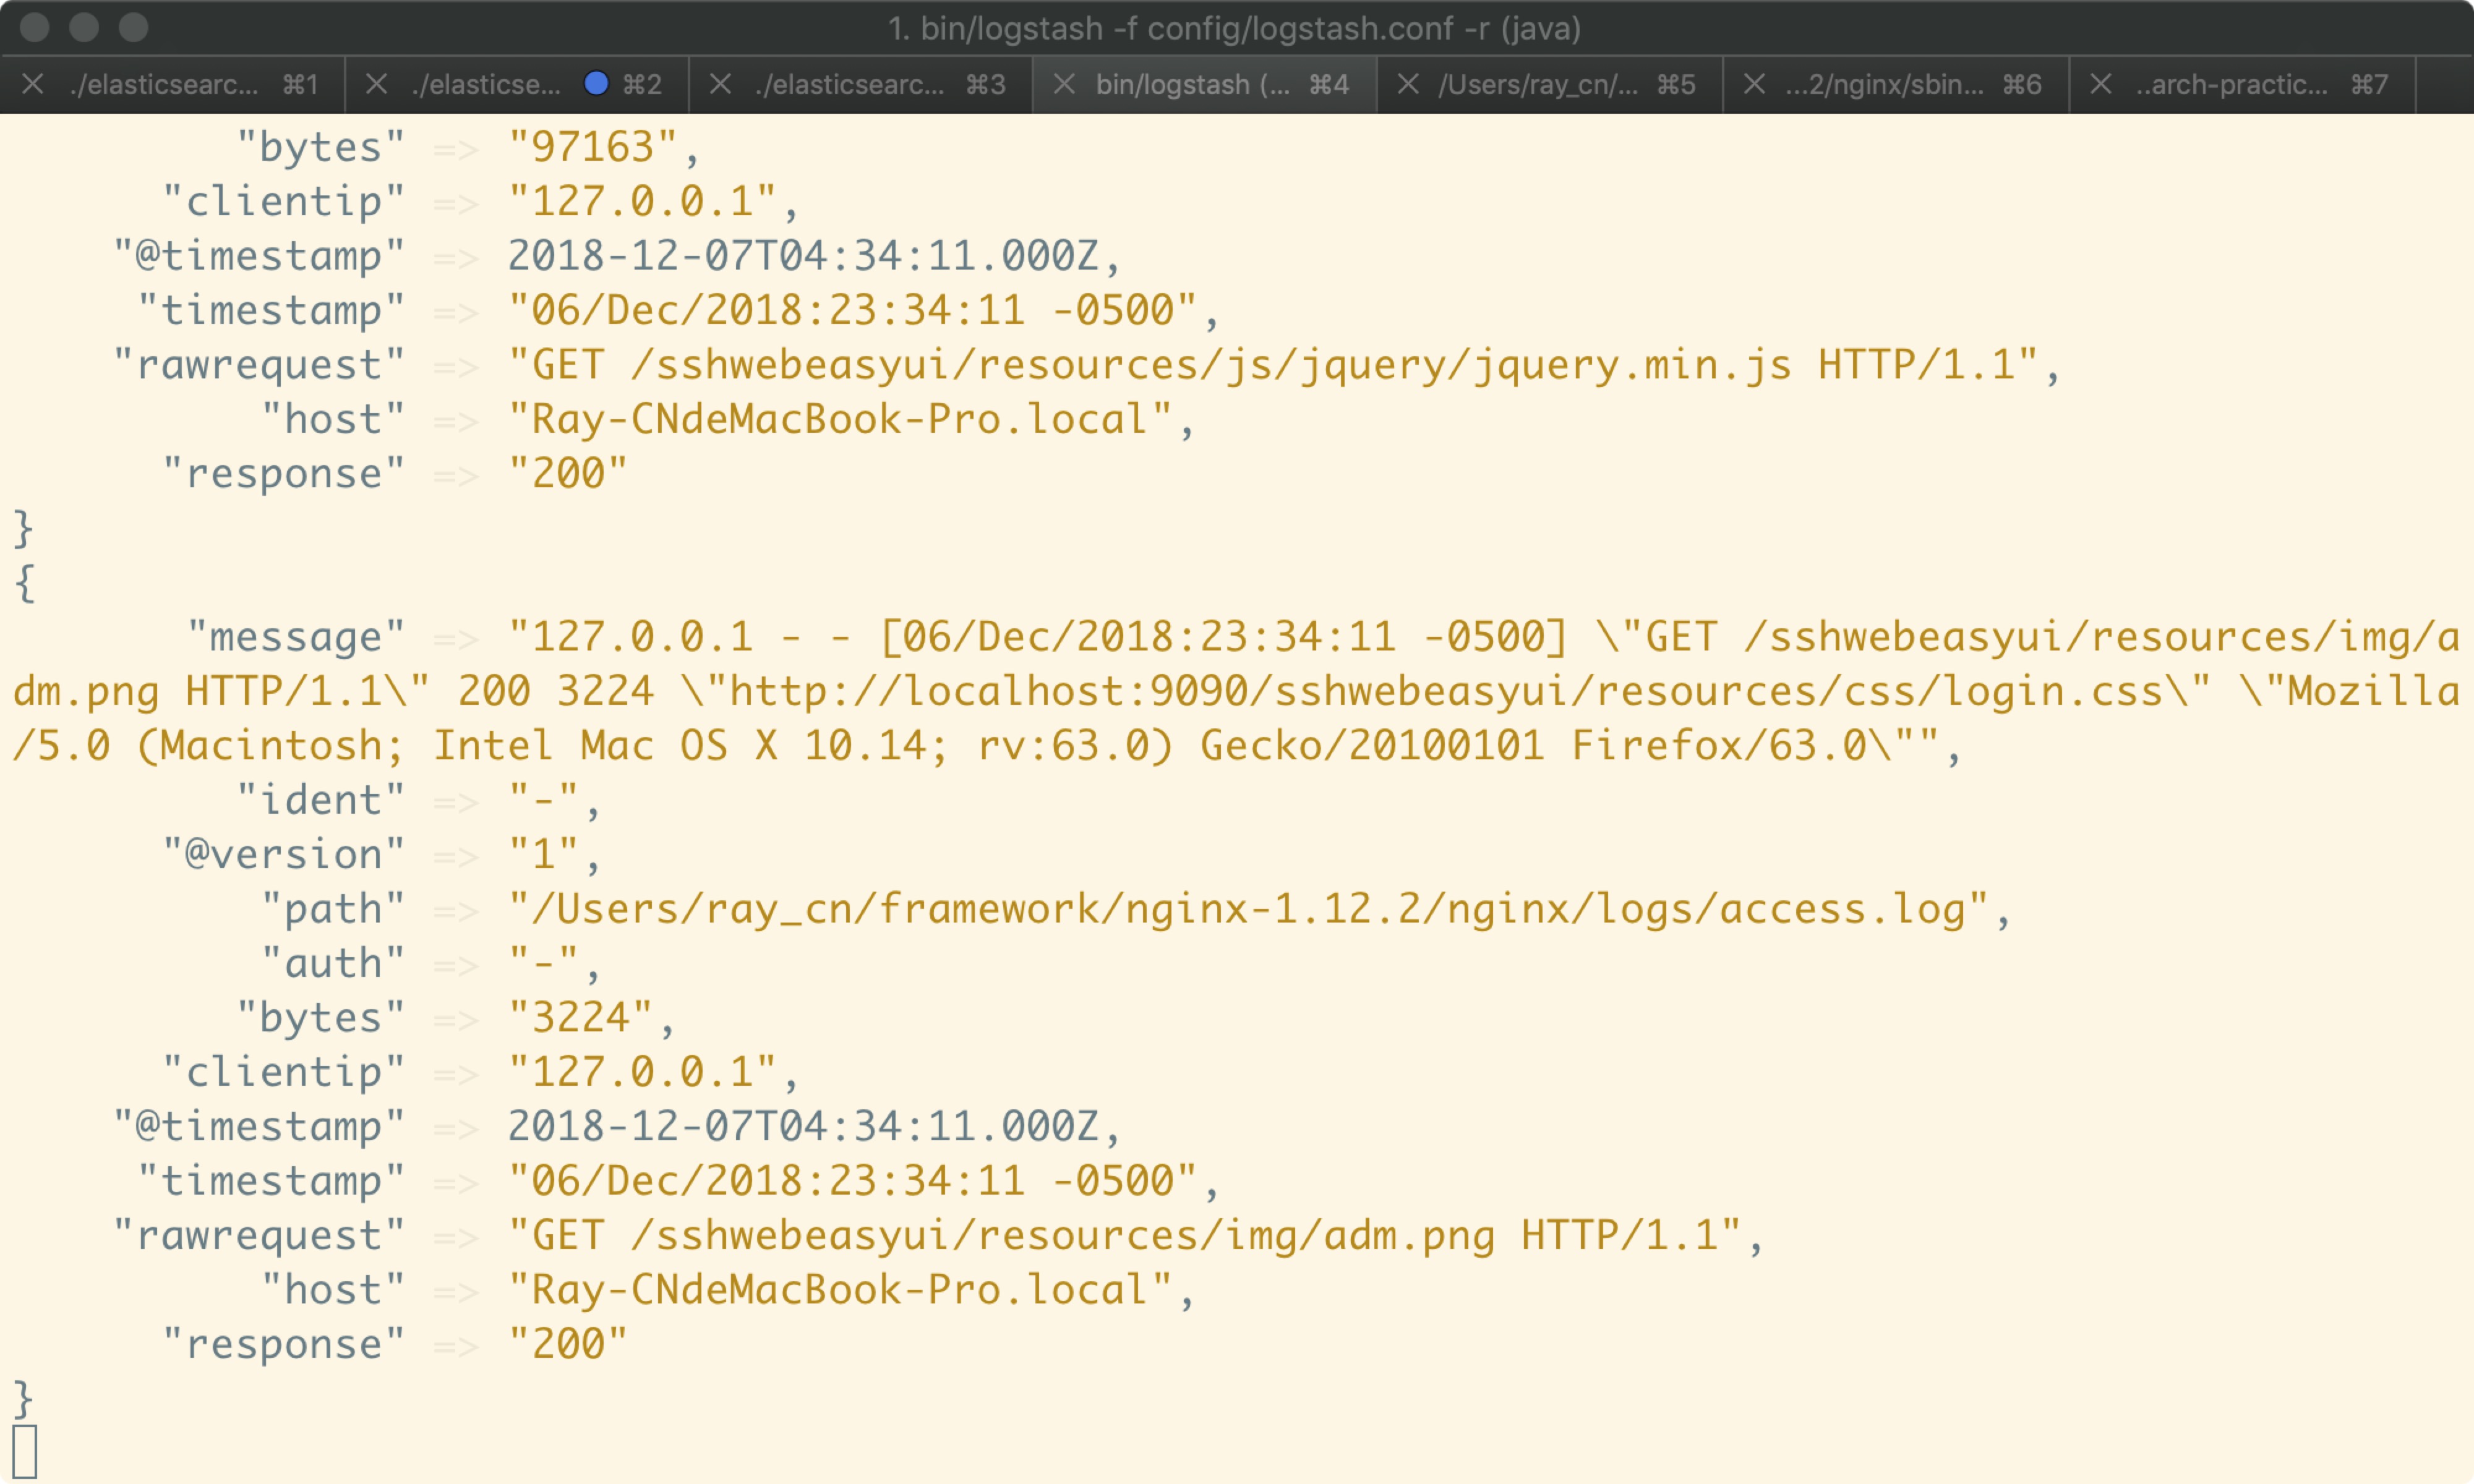 1. bin/logstash -f config/logstash.conf -r (java)
./elasticsearc... ⌘1 ./elasticse... ⌘2 ./elasticsearc... ⌘3 bin/logstash (... ⌘4 /Users/ray_cn/... ⌘5 ...2/nginx/sbin... ⌘6 ..arch-practic... ⌘7
"bytes" => "97163",
"clientip" => "127.0.0.1",
"@timestamp" => 2018-12-07T04:34:11.000Z,
"timestamp" => "06/Dec/2018:23:34:11 -0500",
"rawrequest" => "GET /sshwebeasyui/resources/js/jquery/jquery.min.js HTTP/1.1",
"host" => "Ray-CNdeMacBook-Pro.local",
"response" => "200"
}
{
"message" => "127.0.0.1 - - [06/Dec/2018:23:34:11 -0500] \"GET /sshwebeasyui/resources/img/a
dm.png HTTP/1.1\" 200 3224 \"http://localhost:9090/sshwebeasyui/resources/css/login.css\" \"Mozilla
/5.0 (Macintosh; Intel Mac OS X 10.14; rv:63.0) Gecko/20100101 Firefox/63.0\"",
"ident" => "-",
"@version" => "1",
"path" => "/Users/ray_cn/framework/nginx-1.12.2/nginx/logs/access.log",
"auth" => "-",
"bytes" => "3224",
"clientip" => "127.0.0.1",
"@timestamp" => 2018-12-07T04:34:11.000Z,
"timestamp" => "06/Dec/2018:23:34:11 -0500",
"rawrequest" => "GET /sshwebeasyui/resources/img/adm.png HTTP/1.1",
"host" => "Ray-CNdeMacBook-Pro.local",
"response" => "200"
}